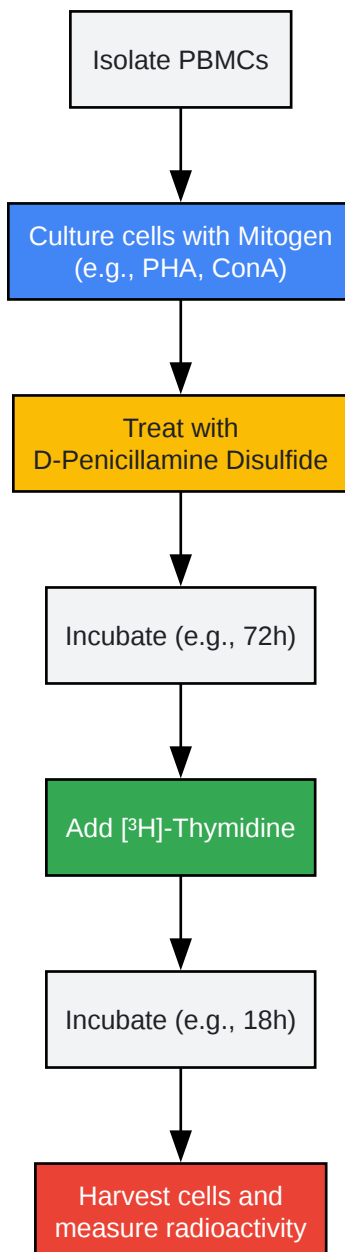 Isolate PBMCs
Culture cells with Mitogen
(e.g., PHA, ConA)
Treat with
D-Penicillamine Disulfide
Incubate (e.g., 72h)
Add [³H]-Thymidine
Incubate (e.g., 18h)
Harvest cells and
measure radioactivity